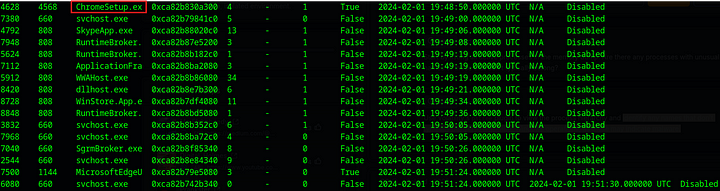 4628 4568 ChromeSetup.ex 0xca82b830a300 4 - 1 True 2024-02-01 19:48:50.000000 UTC N/A Disabled
7380 660 svchost.exe 0xca82b79841c0 5 - 0 False 2024-02-01 19:49:00.000000 UTC N/A Disabled
4792 808 SkypeApp.exe 0xca82b88020c0 13 - 1 False 2024-02-01 19:49:06.000000 UTC N/A Disabled
7948 808 RuntimeBroker. 0xca82b87e5200 3 - 1 False 2024-02-01 19:49:08.000000 UTC N/A Disabled
5624 808 RuntimeBroker. 0xca82b8b182c0 1 - 1 False 2024-02-01 19:49:10.000000 UTC N/A Disabled
7112 808 ApplicationFra 0xca82b8ba2080 3 - 1 False 2024-02-01 19:49:19.000000 UTC N/A Disabled
5912 808 WWAHost.exe 0xca82b8b86080 34 - 1 False 2024-02-01 19:49:19.000000 UTC N/A Disabled
8420 808 dllhost.exe 0xca82b8e7b300 6 - 1 False 2024-02-01 19:49:21.000000 UTC N/A Disabled
8728 808 WinStore.App.e 0xca82b7df4080 11 - 1 False 2024-02-01 19:49:34.000000 UTC N/A Disabled
8848 808 RuntimeBroker. 0xca82b8bd5080 1 - 1 False 2024-02-01 19:49:36.000000 UTC N/A Disabled
3832 660 svchost.exe 0xca82b8b352c0 6 - 1 False 2024-02-01 19:50:04.000000 UTC N/A Disabled
7968 660 svchost.exe 0xca82b8ba72c0 4 - 0 False 2024-02-01 19:50:05.000000 UTC N/A Disabled
7040 660 SgrmBroker.exe 0xca82b8f85340 8 - 0 False 2024-02-01 19:50:05.000000 UTC N/A Disabled
2544 660 svchost.exe 0xca82b8e84340 9 - 0 False 2024-02-01 19:50:26.000000 UTC N/A Disabled
7500 1144 MicrosoftEdgeU 0xca82b79e5080 3 - 0 True 2024-02-01 19:51:24.000000 UTC N/A Disabled
6080 660 svchost.exe 0xca82b742b340 0 - 0 False 2024-02-01 19:51:24.000000 UTC 2024-02-01 19:51:30.000000 UTC Disabled